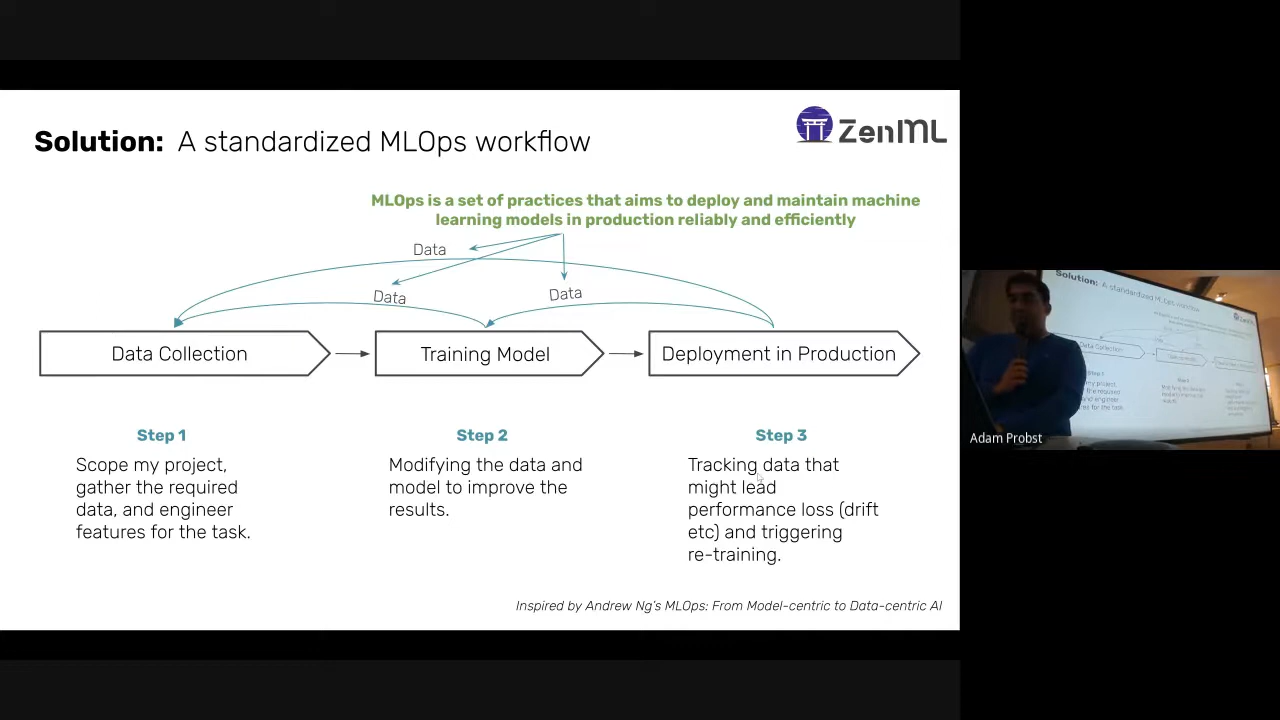 Solution: A standardized MLOps workflow
ZenML
MLOps is a set of practices that aims to deploy and maintain machine
learning models in production reliably and efficiently
Data
Data
Data
Data Collection
Training Model
Deployment in Production
Step 1
Scope my project,
gather the required
data, and engineer
features for the task.
Step 2
Modifying the data and
model to improve the
results.
Step 3
Tracking data that
might lead
performance loss (drift
etc) and triggering
re-training.
Inspired by Andrew Ng's MLOps: From Model-centric to Data-centric AI
Solution: A standardized MLOps workflow
Adam Probst